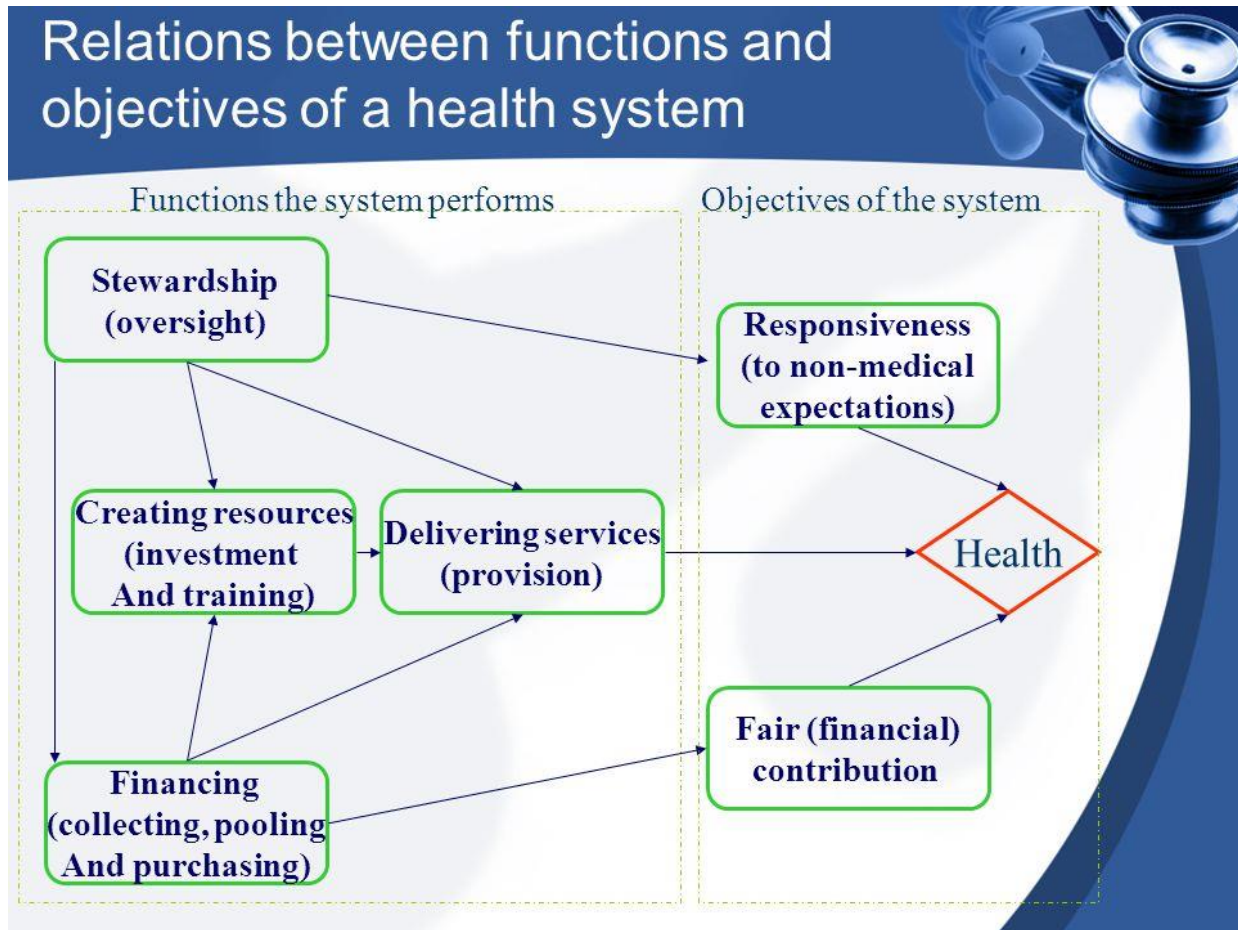 Relations between functions and
objectives of a health system
Functions the system performs
Objectives of the system
Stewardship
(oversight)
Responsiveness
(to non-medical
expectations)
Creating resources
(investment
And training)
Delivering services
(provision)
Health
Fair (financial)
contribution
Financing
(collecting, pooling
And purchasing)